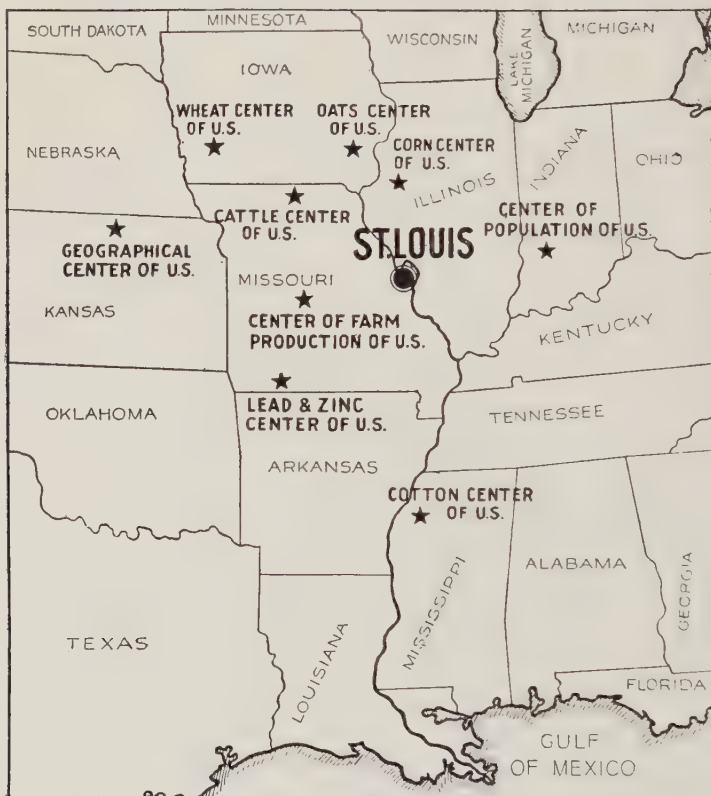 SOUTH DAKOTA
MINNESOTA
WISCONSIN
LAKE
MICHIGAN
MICHIGAN
IOWA
WHEAT CENTER
OF U.S.
OATS CENTER
OF U.S.
CORN CENTER
OF U.S.
NEBRASKA
ILLINOIS
INDIANA
OHIO
CATTLE CENTER
OF U.S.
CENTER OF
POPULATION OF U.S.
GEOGRAPHICAL
CENTER OF U.S.
ST.LOUIS
MISSOURI
KANSAS
CENTER OF FARM
PRODUCTION OF U.S.
KENTUCKY
LEAD & ZINC
CENTER OF U.S.
OKLAHOMA
TENNESSEE
ARKANSAS
COTTON CENTER
OF U.S.
MISSISSIPPI
ALABAMA
GEORGIA
TEXAS
LOUISIANA
FLORIDA
GULF
OF MEXICO